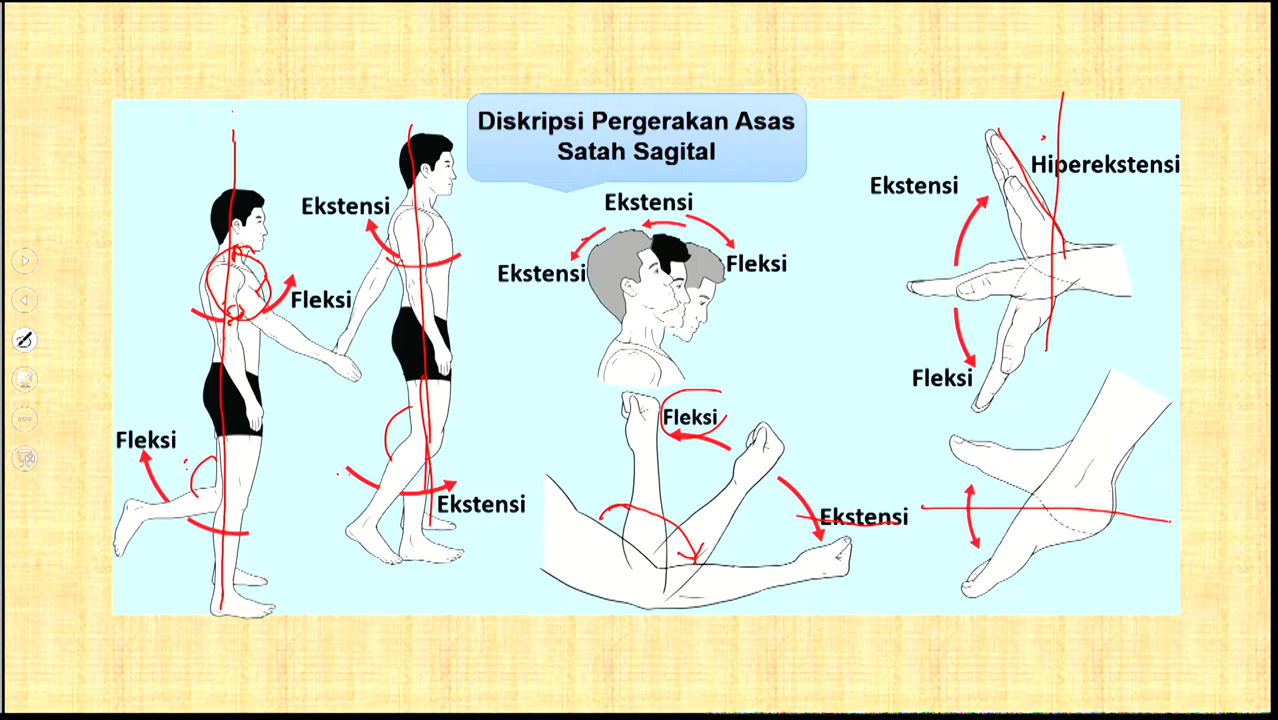 Diskripsi Pergerakan Asas
Satah Sagital
Ekstensi
Fleksi
Fleksi
Ekstensi
Ekstensi
Ekstensi
Fleksi
Fleksi
Ekstensi
Hiperekstensi
Ekstensi
Fleksi